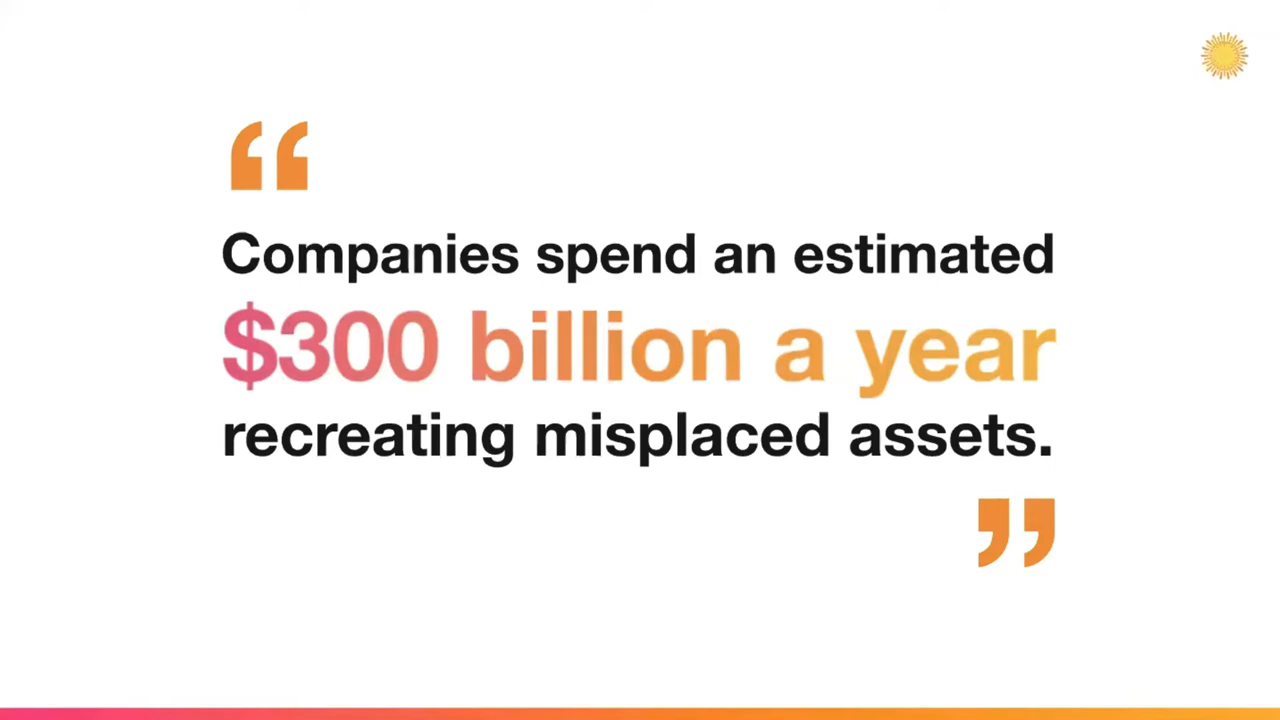 “
Companies spend an estimated
$300 billion a year
recreating misplaced assets.
”